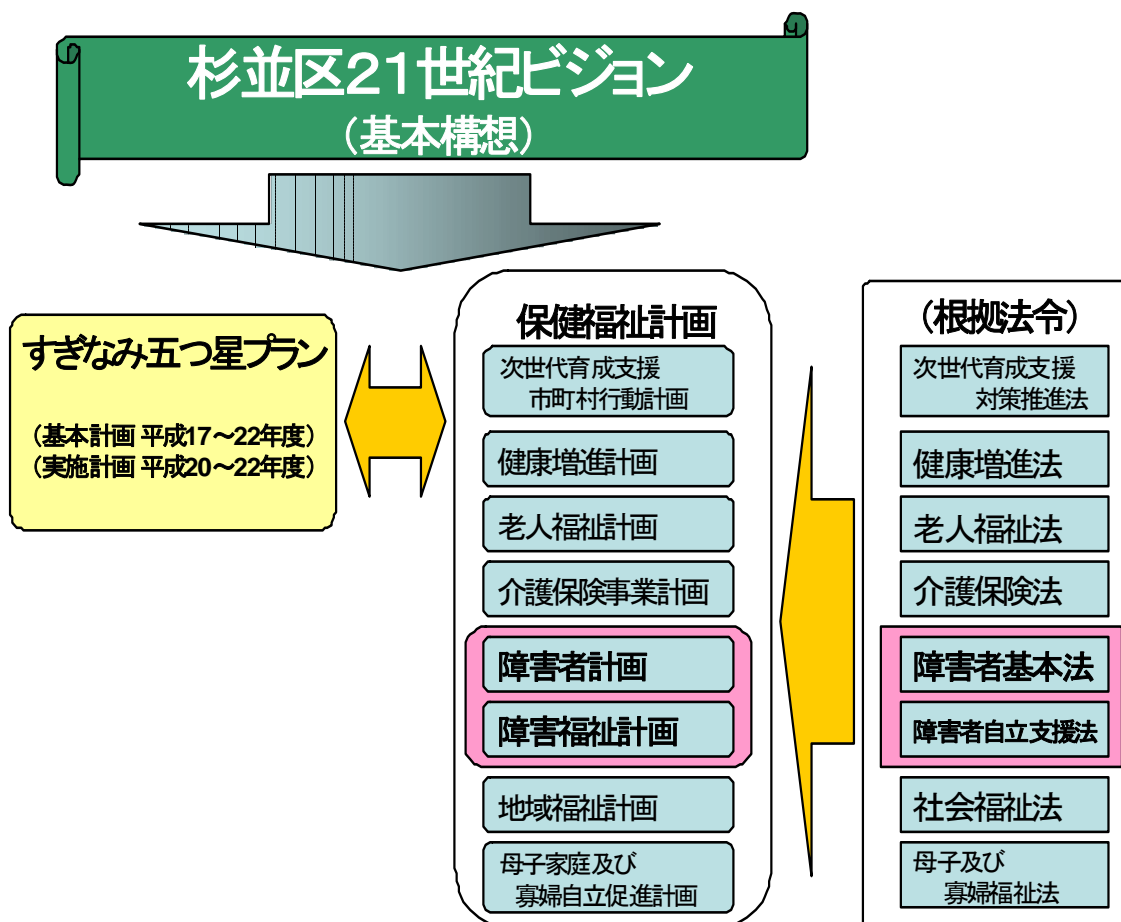 杉並区21世紀ビジョン
（基本構想）
すぎなみ五つ星プラン
（基本計画 平成17～22年度）
（実施計画 平成20～22年度）
保健福祉計画
次世代育成支援
市町村行動計画
健康増進計画
老人福祉計画
介護保険事業計画
障害者計画
障害福祉計画
地域福祉計画
母子家庭及び
寡婦自立促進計画
（根拠法令）
次世代育成支援
対策推進法
健康増進法
老人福祉法
介護保険法
障害者基本法
障害者自立支援法
社会福祉法
母子及び
寡婦福祉法